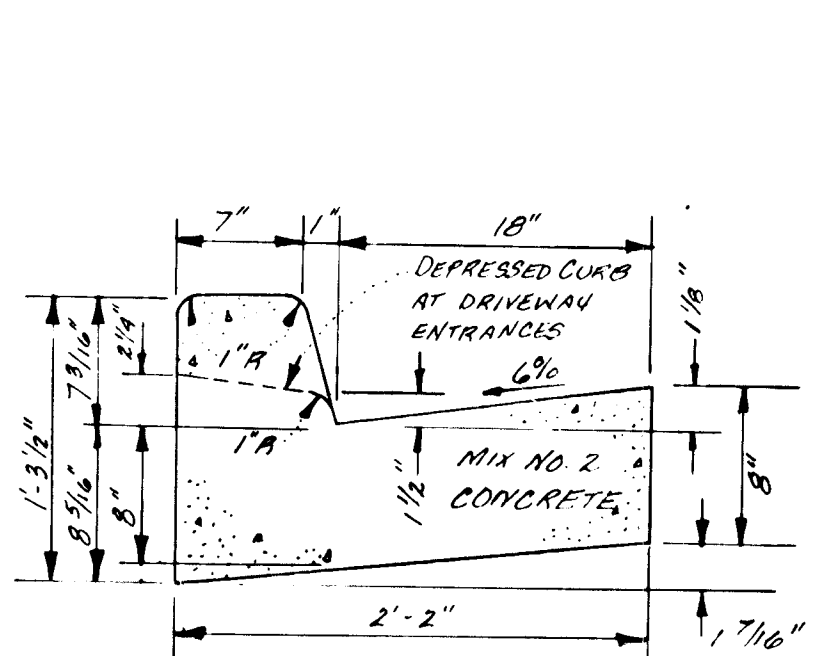 7" 1" 18"
DEPRESSED CURB
AT DRIVEWAY
ENTRANCES
1 1/8"
2 1/4"
7 3/16"
1"R
6%
1'-3 1/2"
8 5/16"
8"
1"R
1 1/2"
MIX NO. 2
CONCRETE
8"
2'-2"
1 7/16"